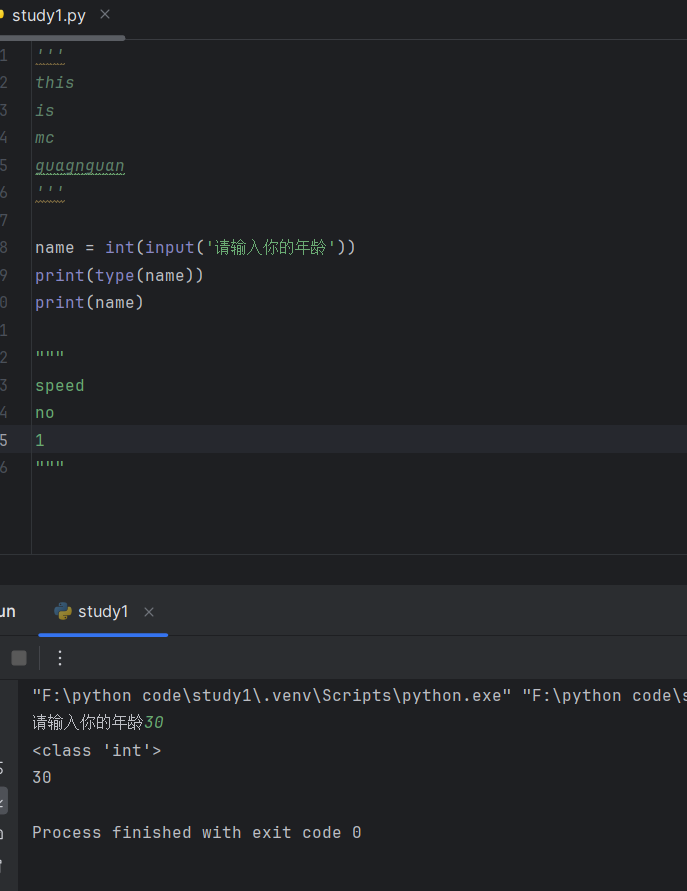 study1.py
1 '''
2 this
3 is
4 mc
5 guagnguan
6 '''
7
8 name = int(input('请输入你的年龄'))
9 print(type(name))
0 print(name)
1
2 """
3 speed
4 no
5 1
6 """
un study1
"F:\python code\study1\.venv\Scripts\python.exe" "F:\python code\s
请输入你的年龄30
<class 'int'>
30
Process finished with exit code 0